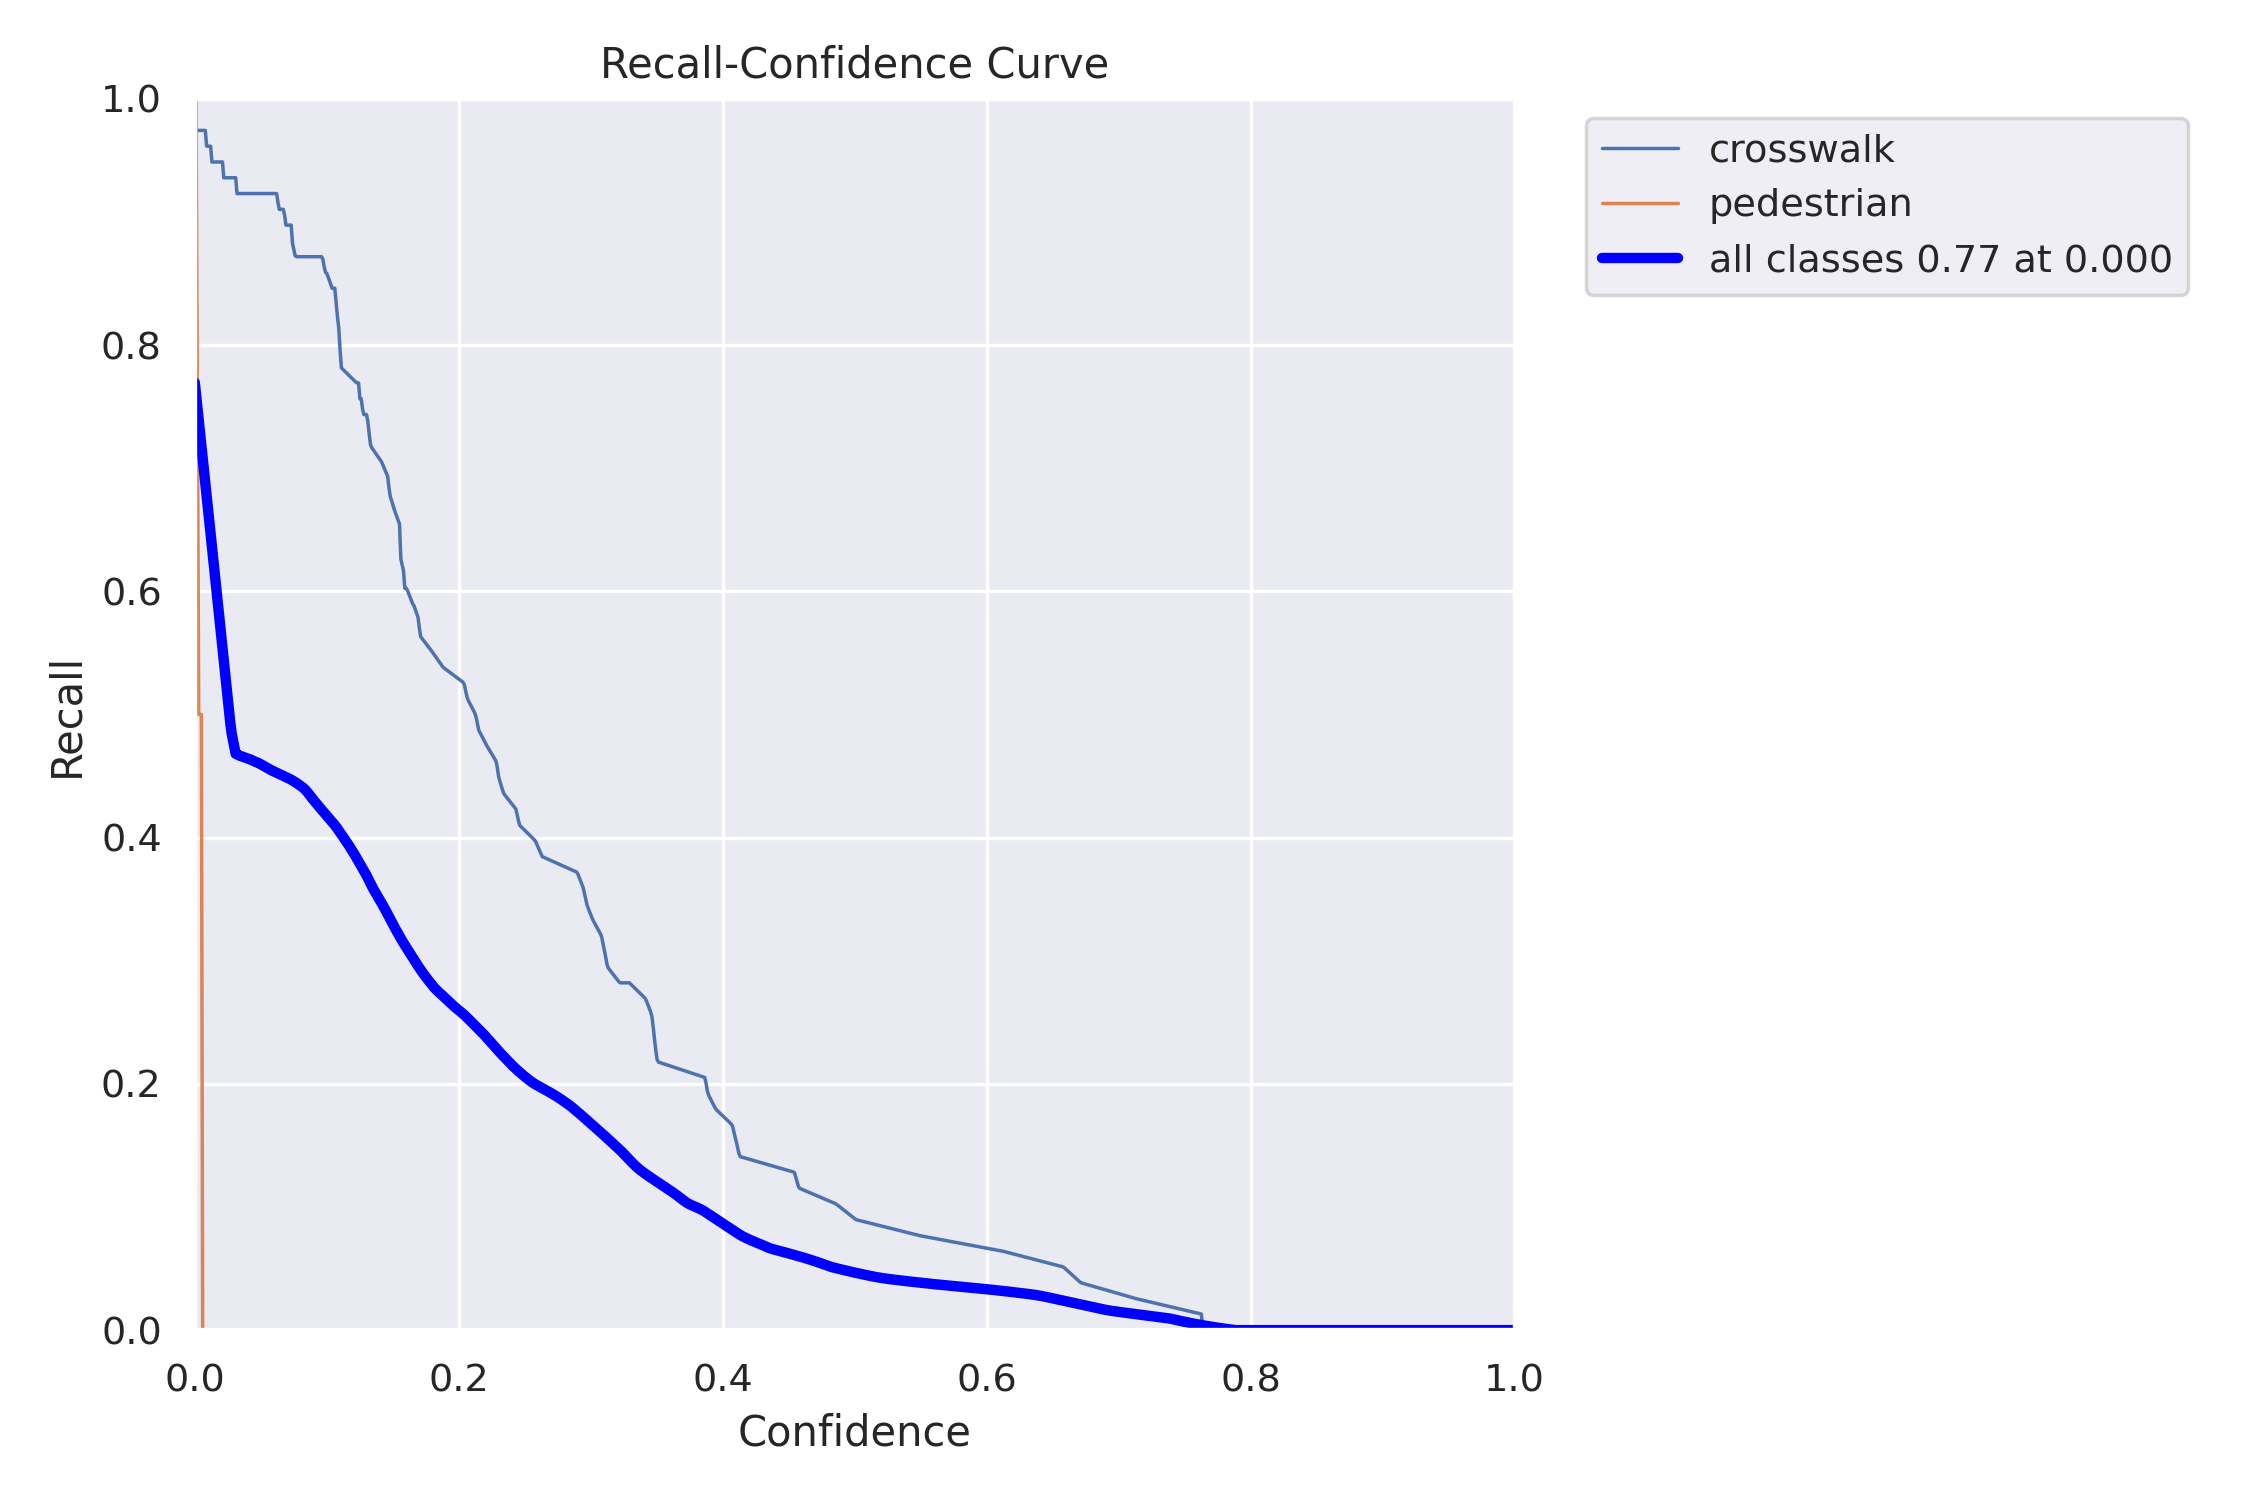 Recall-Confidence Curve
1.0
0.8
0.6
0.4
0.2
0.0
Recall
0.0 0.2 0.4 0.6 0.8 1.0
Confidence
crosswalk
pedestrian
all classes 0.77 at 0.000